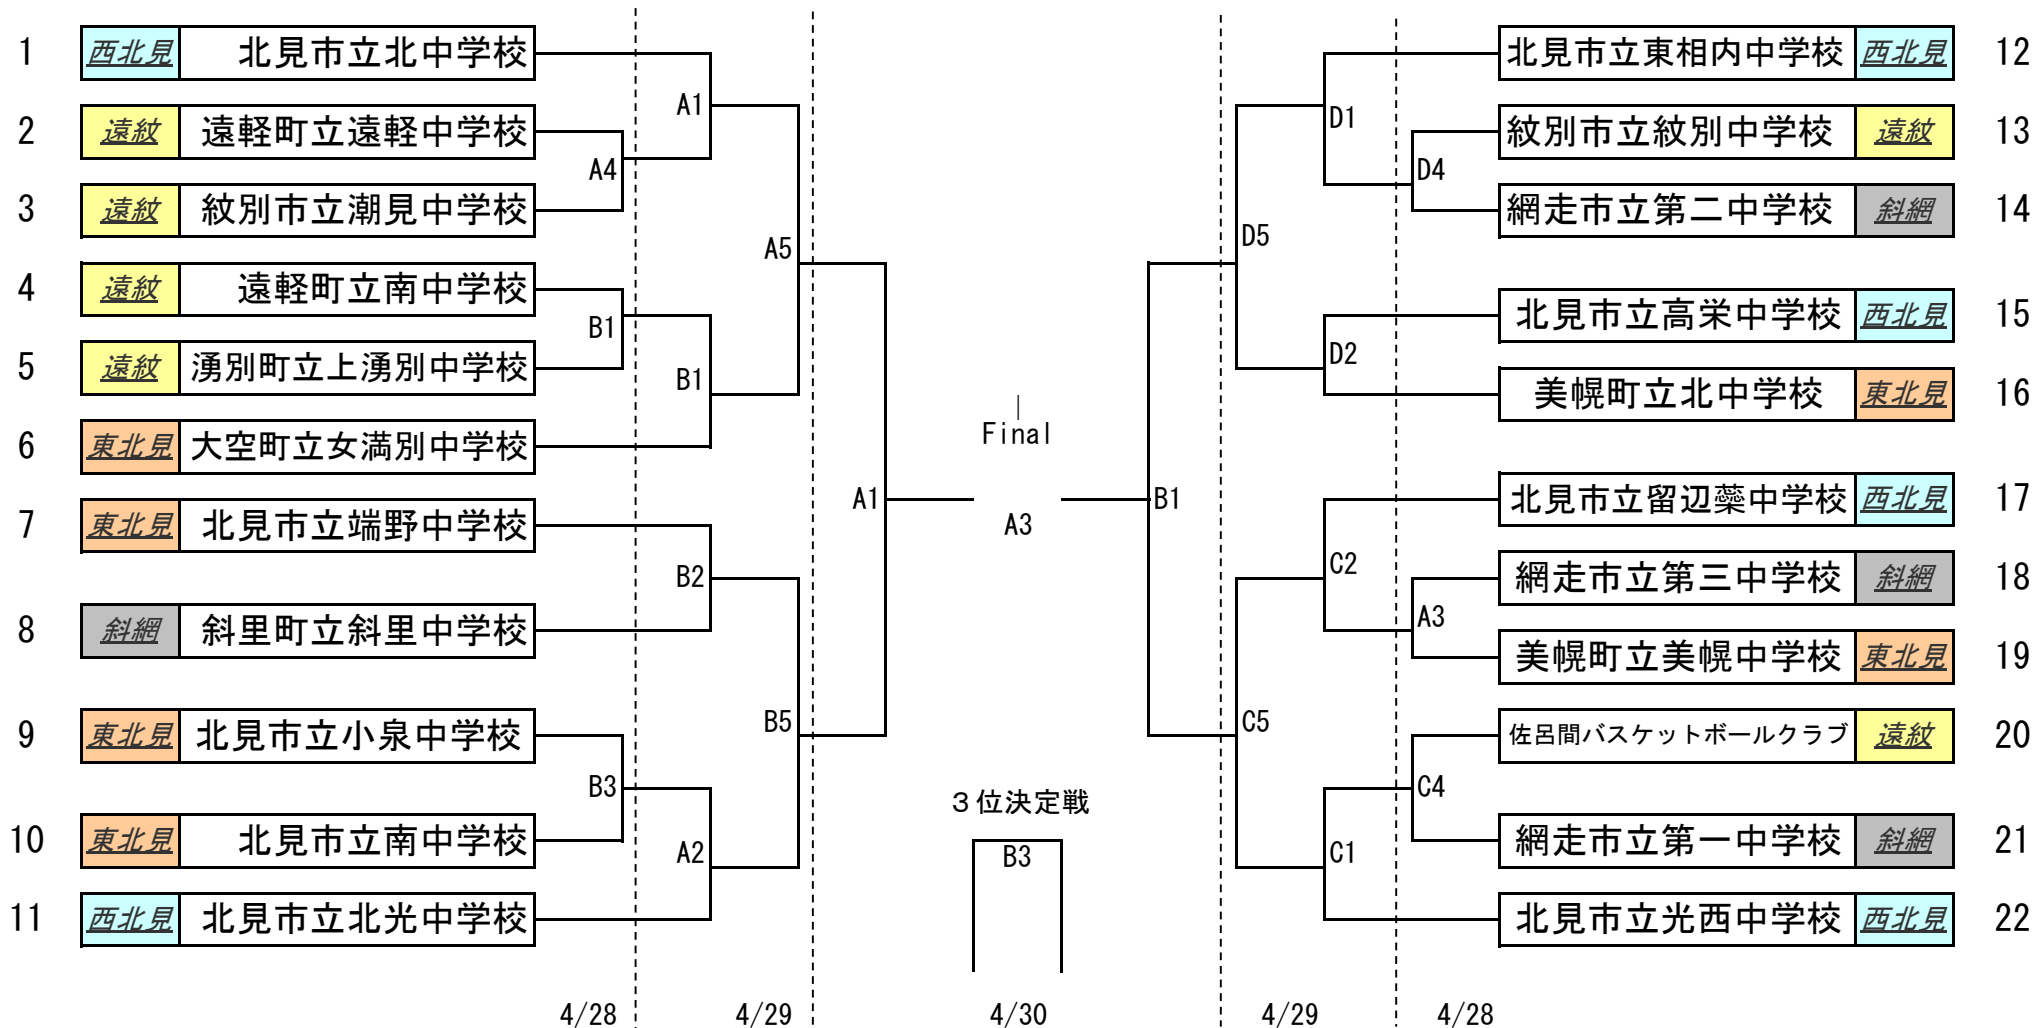 1 西北見 北見市立北中学校
2 遠紋 遠軽町立遠軽中学校
3 遠紋 紋別市立潮見中学校
4 遠紋 遠軽町立南中学校
5 遠紋 湧別町立上湧別中学校
6 東北見 大空町立女満別中学校
7 東北見 北見市立端野中学校
8 斜網 斜里町立斜里中学校
9 東北見 北見市立小泉中学校
10 東北見 北見市立南中学校
11 西北見 北見市立北光中学校
A4
B1
B3
A1
B1
B2
A2
A5
B5
A1
Final
A3
3位決定戦
B3
B1
D5
C5
D1
D2
C2
C1
D4
A3
C4
北見市立東相内中学校 西北見 12
紋別市立紋別中学校 遠紋 13
網走市立第二中学校 斜網 14
北見市立高栄中学校 西北見 15
美幌町立北中学校 東北見 16
北見市立留辺蘂中学校 西北見 17
網走市立第三中学校 斜網 18
美幌町立美幌中学校 東北見 19
佐呂間バスケットボールクラブ 遠紋 20
網走市立第一中学校 斜網 21
北見市立光西中学校 西北見 22
4/28 4/29 4/30 4/29 4/28